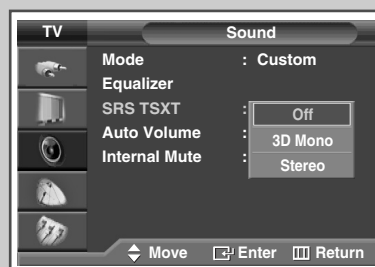 TV Sound
Mode : Custom
Equalizer
SRS TSXT :
Off
Auto Volume :
3D Mono
Internal Mute :
Stereo
Move Enter Return